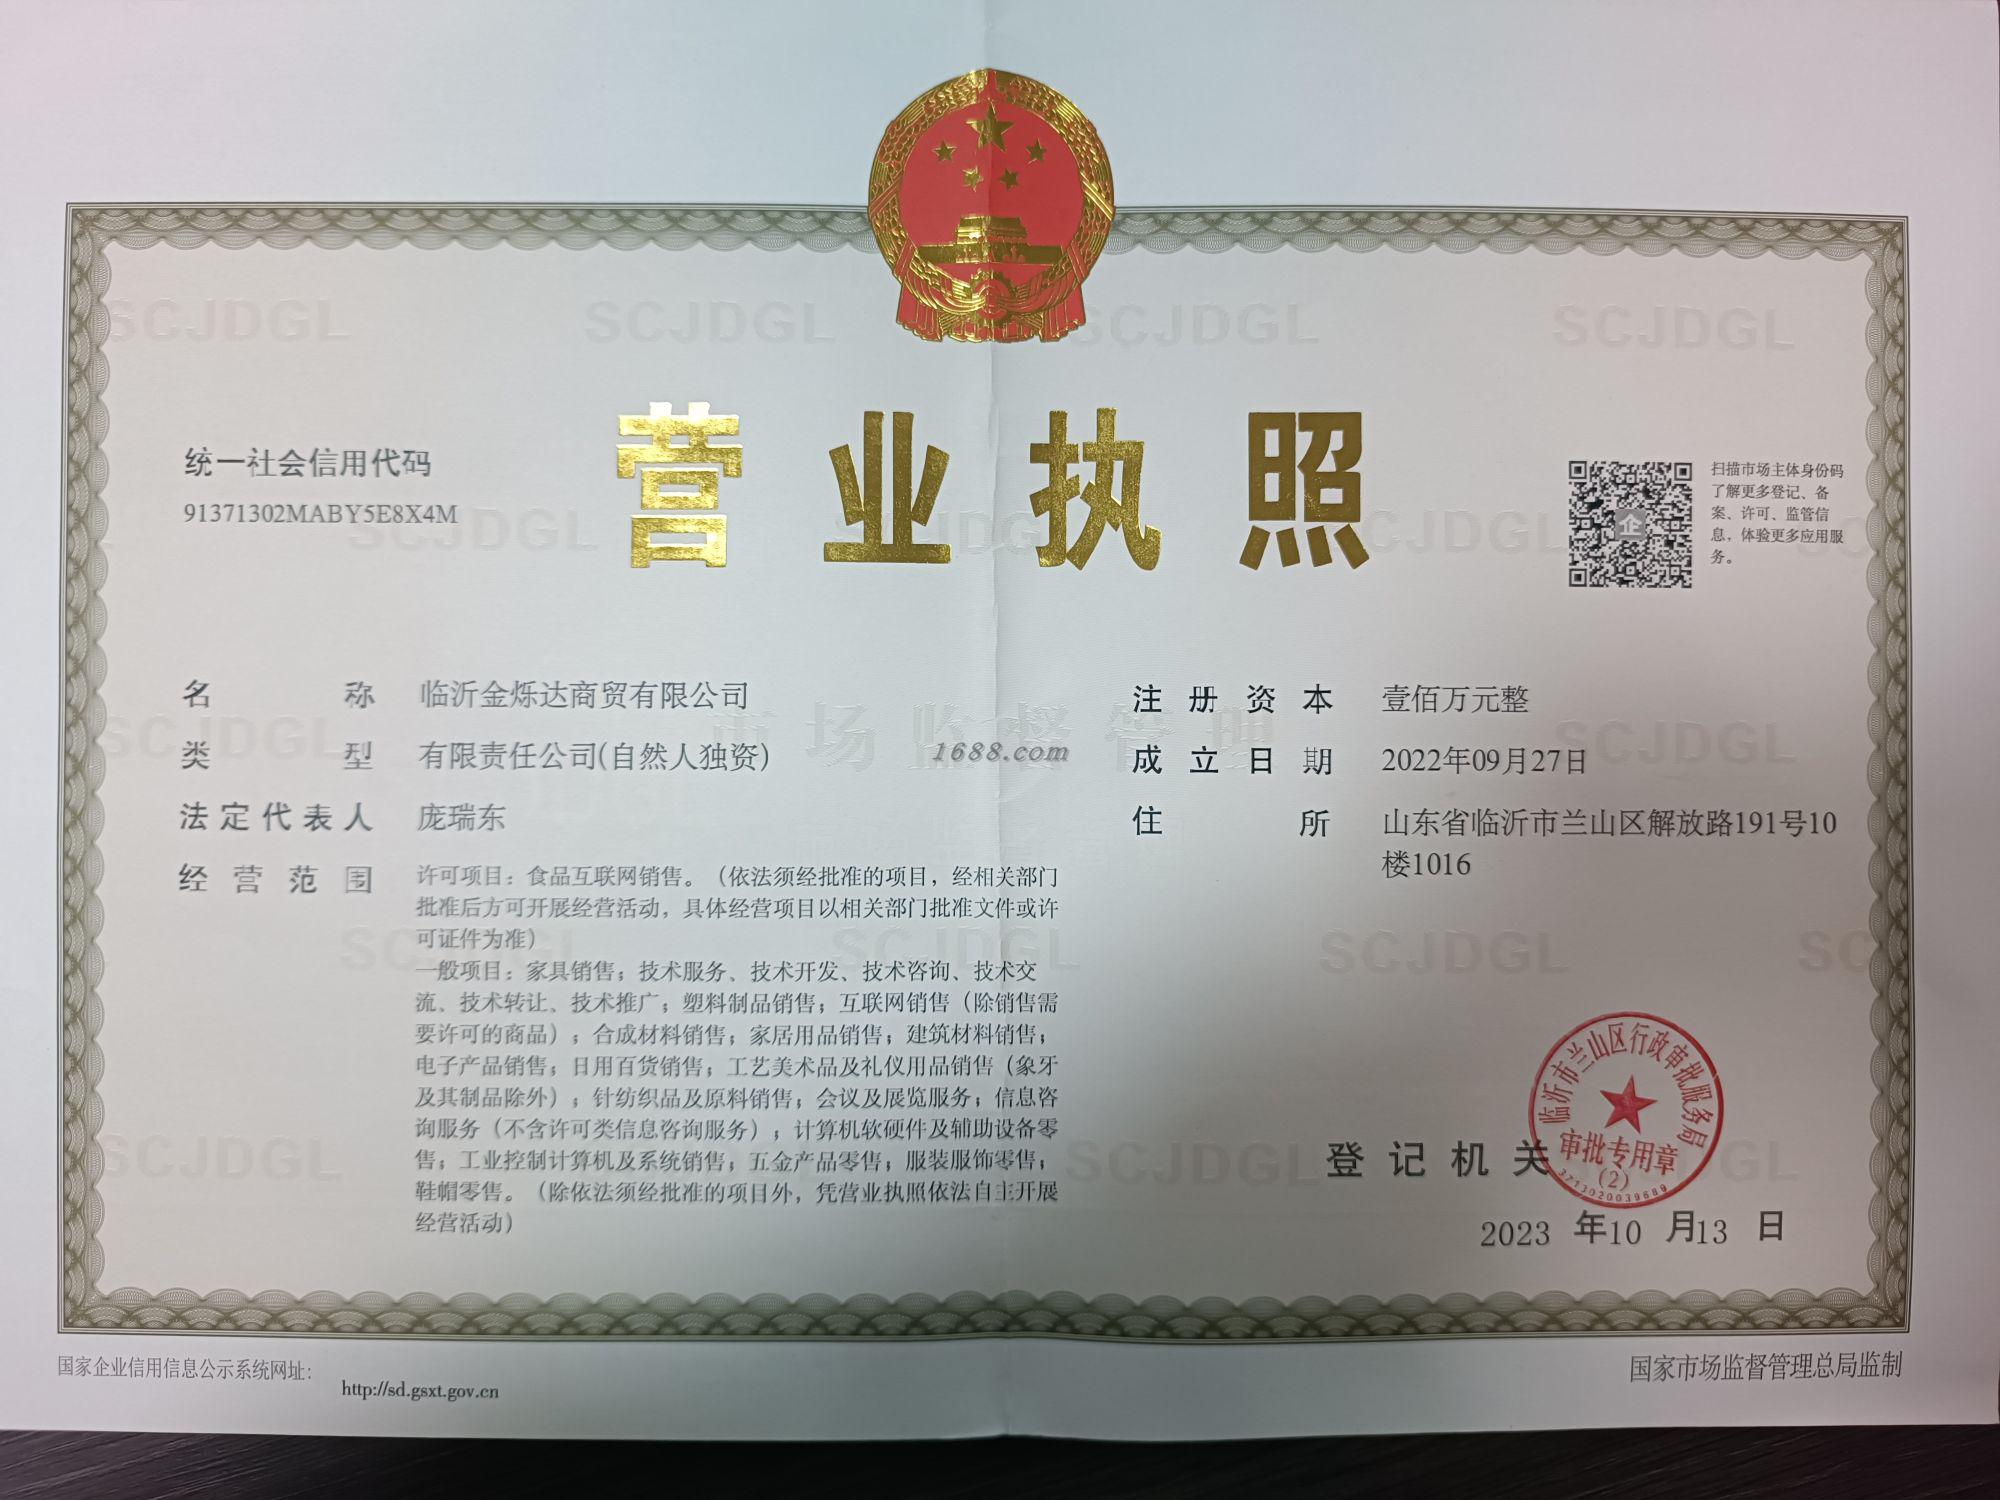 营业执照
统一社会信用代码
91371302MABY5E8X4M
扫描市场主体身份码
了解更多登记、备
案、许可、监管信
息，体验更多应用服
务。
名称 临沂金烁达商贸有限公司
类型 有限责任公司(自然人独资)
法定代表人 庞瑞东
经营范围 许可项目：食品互联网销售。（依法须经批准的项目，经相关部门
批准后方可开展经营活动，具体经营项目以相关部门批准文件或许
可证件为准）
一般项目：家具销售；技术服务、技术开发、技术咨询、技术交
流、技术转让、技术推广；塑料制品销售；互联网销售（除销售需
要许可的商品）；合成材料销售；家居用品销售；建筑材料销售；
电子产品销售；日用百货销售；工艺美术品及礼仪用品销售（象牙
及其制品除外）；针纺织品及原料销售；会议及展览服务；信息咨
询服务（不含许可类信息咨询服务）；计算机软硬件及辅助设备零
售；工业控制计算机及系统销售；五金产品零售；服装服饰零售；
鞋帽零售。（除依法须经批准的项目外，凭营业执照依法自主开展
经营活动）
注册资本 壹佰万元整
成立日期 2022年09月27日
住所 山东省临沂市兰山区解放路191号10
楼1016
1688.com
市场监督管理
SCJDGL SCJDGL SCJDGL SCJDGL
SCJDGL SCJDGL SCJDGL SC
SCJDGL SCJDGL
SCJDGL SCJDGL SCJDGL SC
SCJDGL SCJDGL SCJDGL
登记机关
临沂市兰山区行政审批服务局
审批专用章
(2)
3713020039689
2023 年10 月13 日
国家企业信用信息公示系统网址：
http://sd.gsxt.gov.cn
国家市场监督管理总局监制